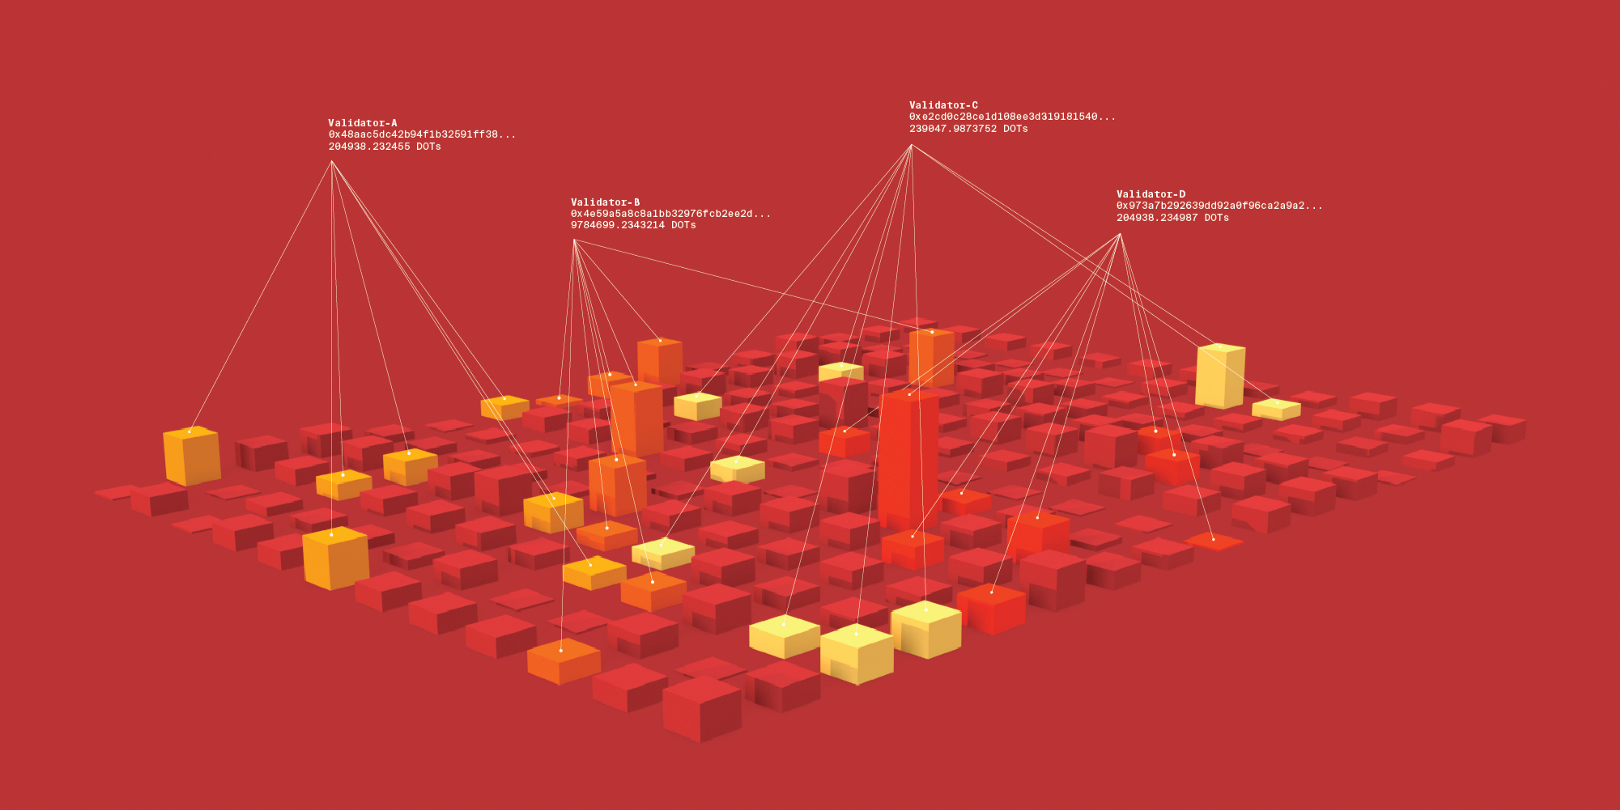 Validator-A
0x48aac5dc42b94f1b32591ff38...
204938.232455 DOTs
Validator-C
0xe2cd0c28ce1d108ee3d319181540...
239047.9873752 DOTs
Validator-B
0x4e59a5a8c8a1bb32976fcb2ee2d...
9784699.2343214 DOTs
Validator-D
0x973a7b292639dd92a0f96ca2a9a2...
204938.234987 DOTs